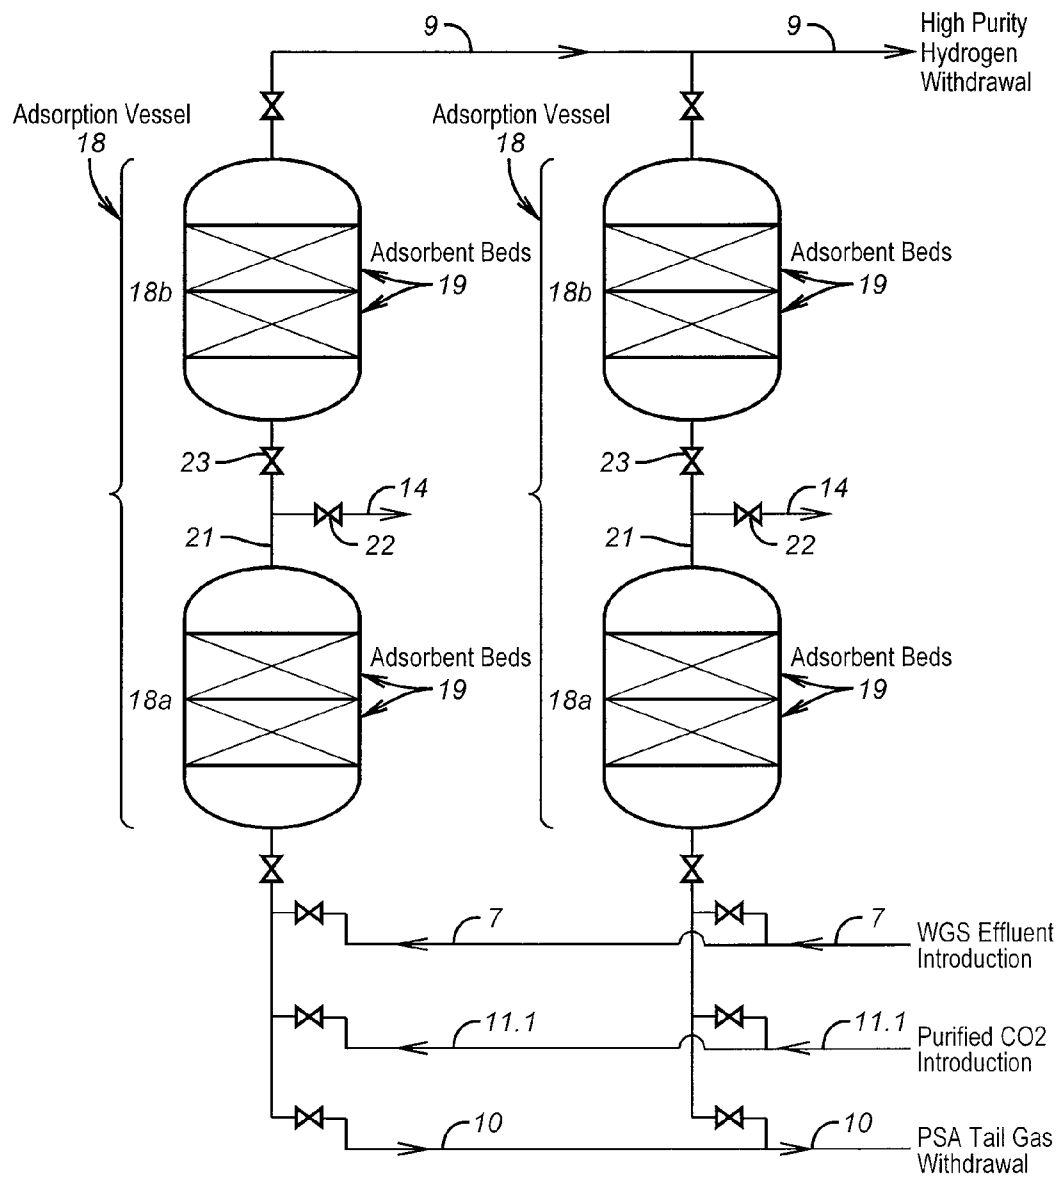 9
9
High Purity
Hydrogen
Withdrawal
Adsorption Vessel
18
Adsorption Vessel
18
Adsorbent Beds
19
18b
Adsorbent Beds
19
18b
23
23
14
14
21
22
21
22
Adsorbent Beds
19
18a
Adsorbent Beds
19
18a
7
7
WGS Effluent
Introduction
11.1
11.1
Purified CO2
Introduction
10
10
PSA Tail Gas
Withdrawal